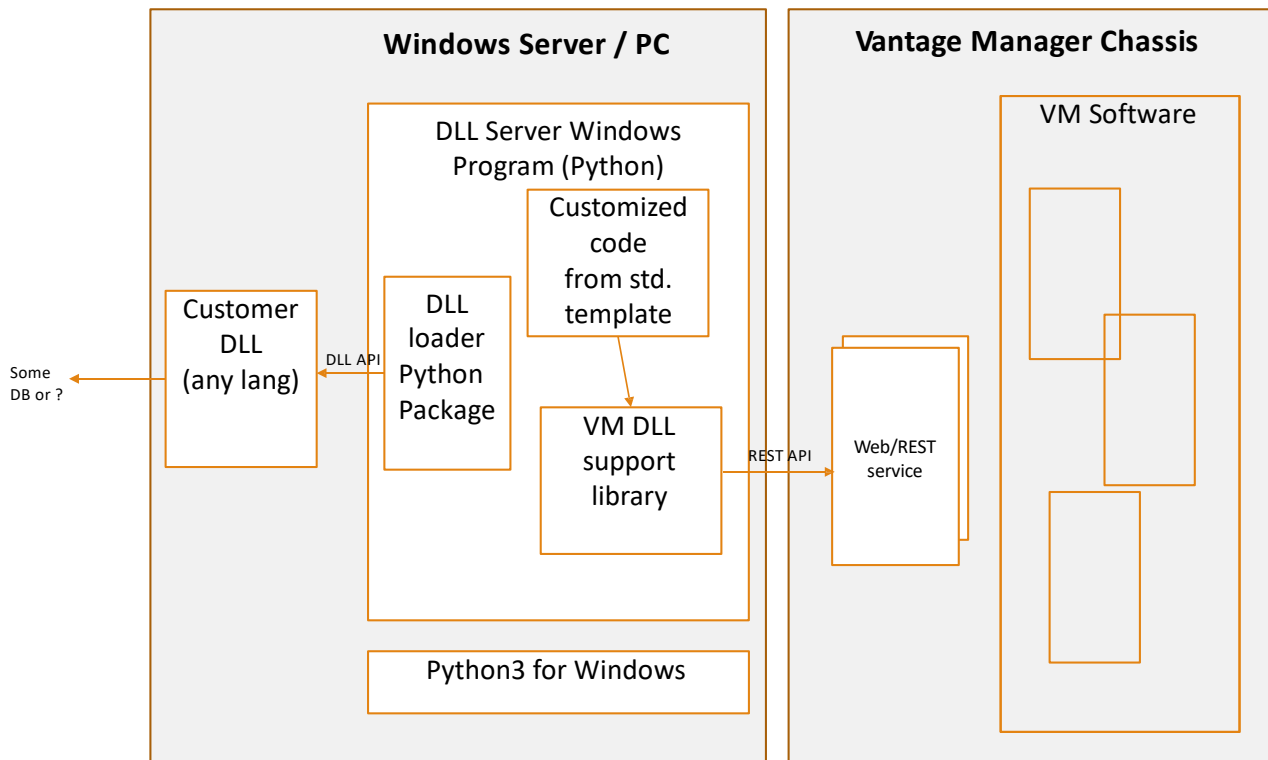 Windows Server / PC
Vantage Manager Chassis
DLL Server Windows
Program (Python)
VM Software
Customized
code
from std.
template
DLL
loader
Python
Package
Customer
DLL
(any lang)
DLL API
Some
DB or ?
VM DLL
support
library
REST API
Web/REST
service
Python3 for Windows